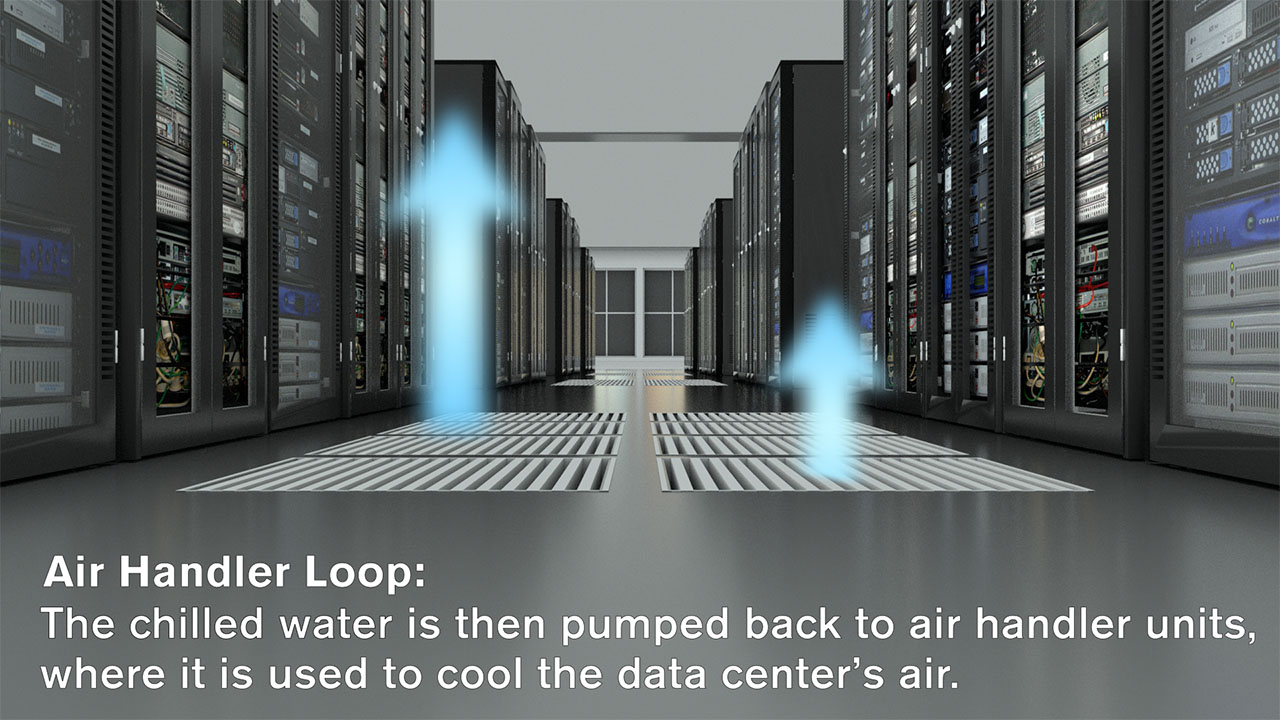 Air Handler Loop:
The chilled water is then pumped back to air handler units,
where it is used to cool the data center’s air.